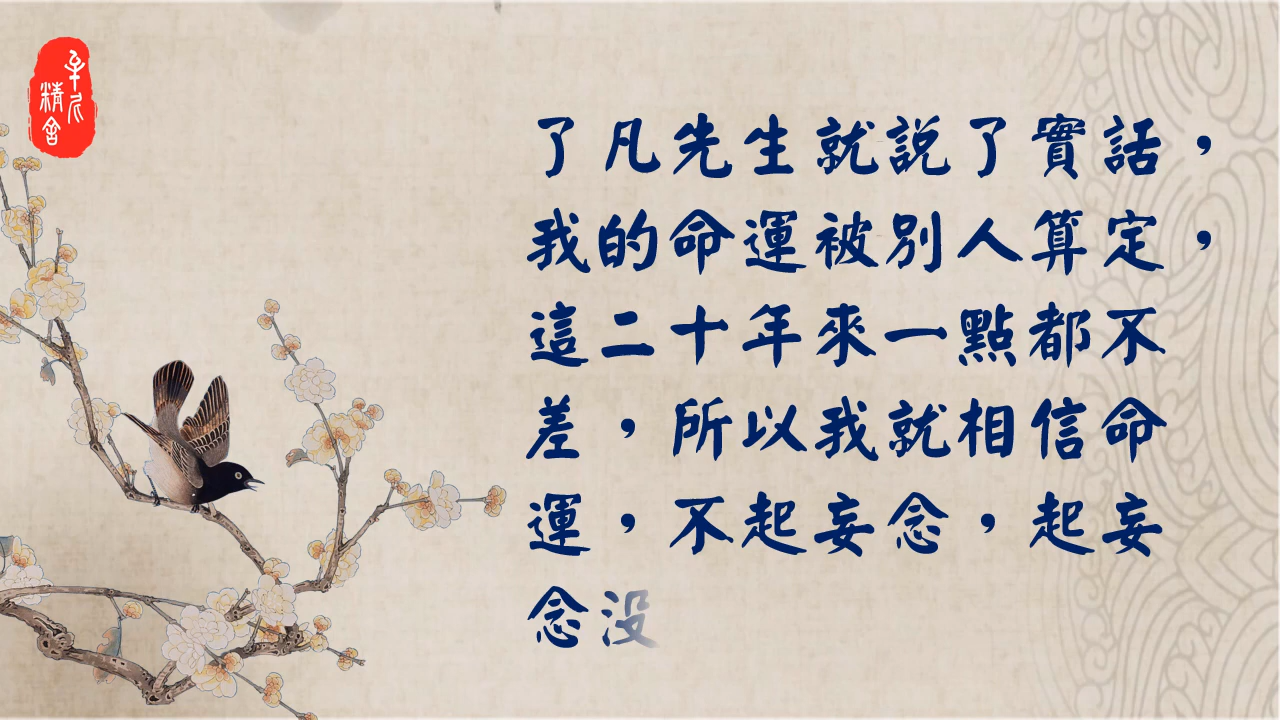 了凡先生就説了實話，
我的命運被別人算定，
這二十年來一點都不
差，所以我就相信命
運，不起妄念，起妄
念没